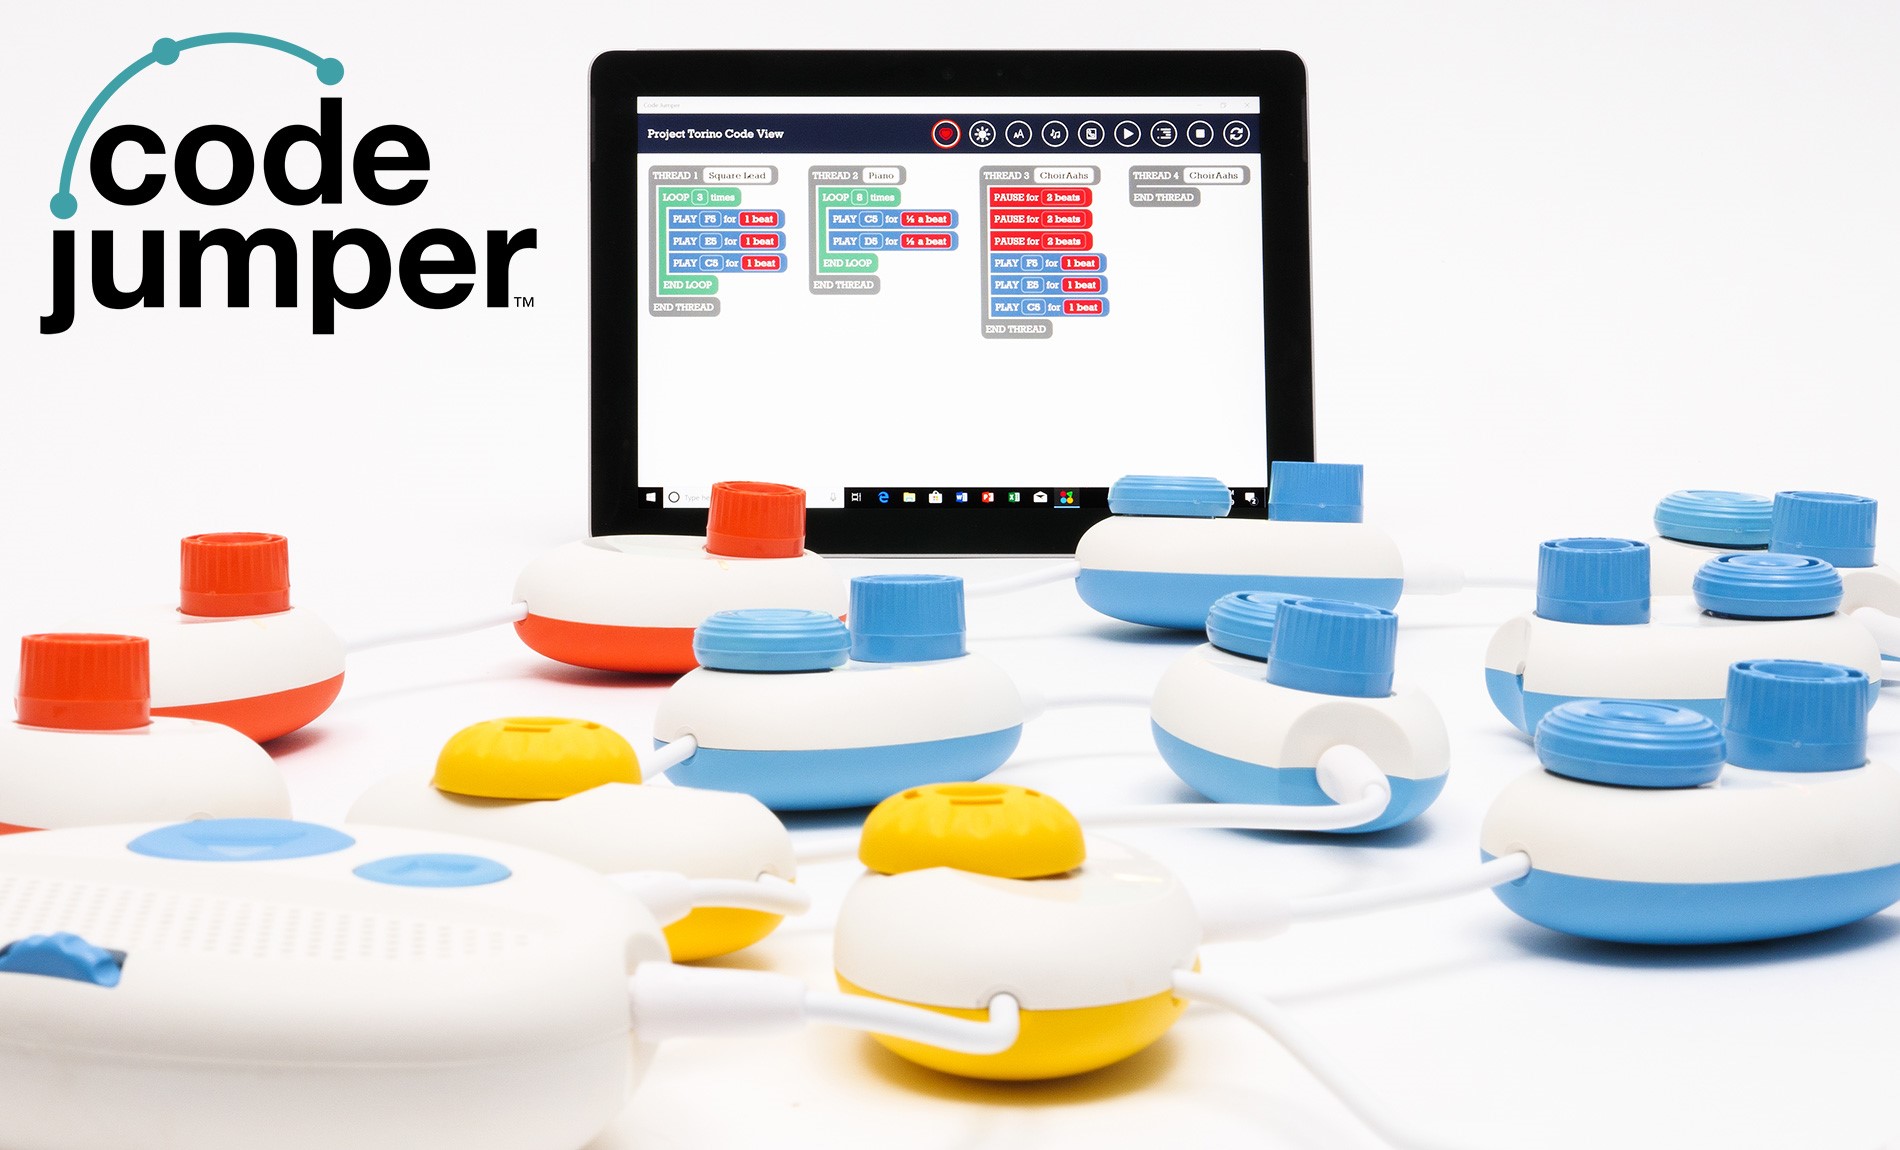 code
jumper™
Code Jumper
Project Torino Code View
THREAD 1 Square Lead
LOOP 3 times
PLAY F5 for 1 beat
PLAY E5 for 1 beat
PLAY C5 for 1 beat
END LOOP
END THREAD
THREAD 2 Piano
LOOP 8 times
PLAY C5 for ½ a beat
PLAY D5 for ½ a beat
END LOOP
END THREAD
THREAD 3 ChoirAahs
PAUSE for 2 beats
PAUSE for 2 beats
PAUSE for 2 beats
PLAY F5 for 1 beat
PLAY E5 for 1 beat
PLAY C5 for 1 beat
END THREAD
THREAD 4 ChoirAahs
END THREAD
Type he